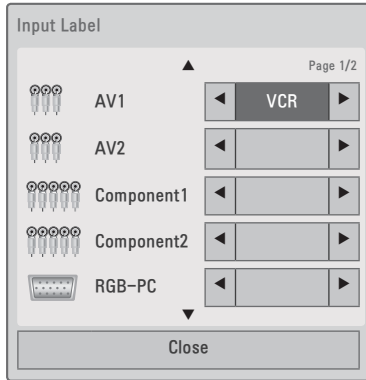 Input Label
Page 1/2
AV1 VCR
AV2
Component1
Component2
RGB-PC
Close